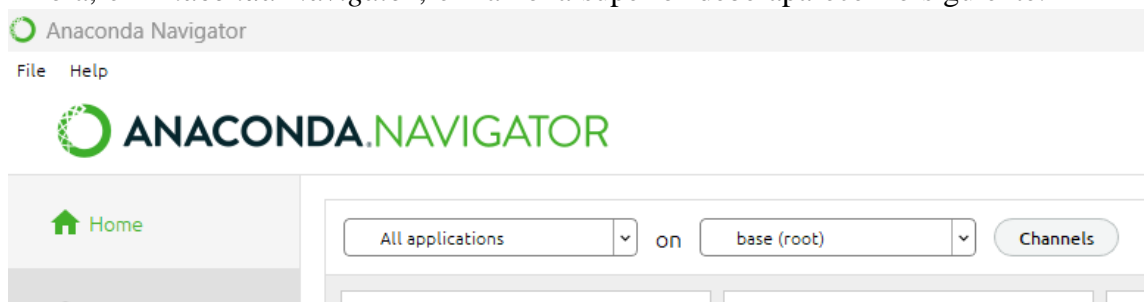 Anaconda Navigator
File Help
ANACONDA.NAVIGATOR
Home
All applications on base (root) Channels